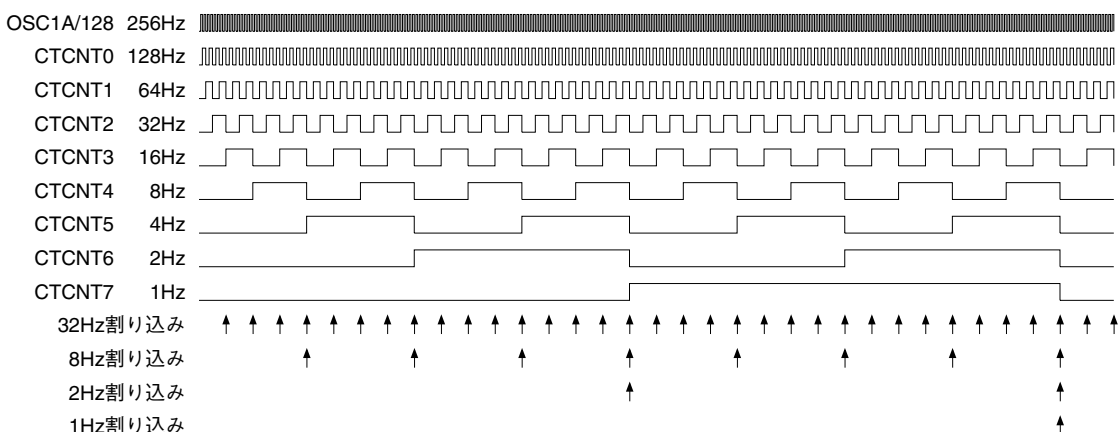 OSC1A/128 256Hz
CTCNT0 128Hz
CTCNT1 64Hz
CTCNT2 32Hz
CTCNT3 16Hz
CTCNT4 8Hz
CTCNT5 4Hz
CTCNT6 2Hz
CTCNT7 1Hz
32Hz割り込み
8Hz割り込み
2Hz割り込み
1Hz割り込み